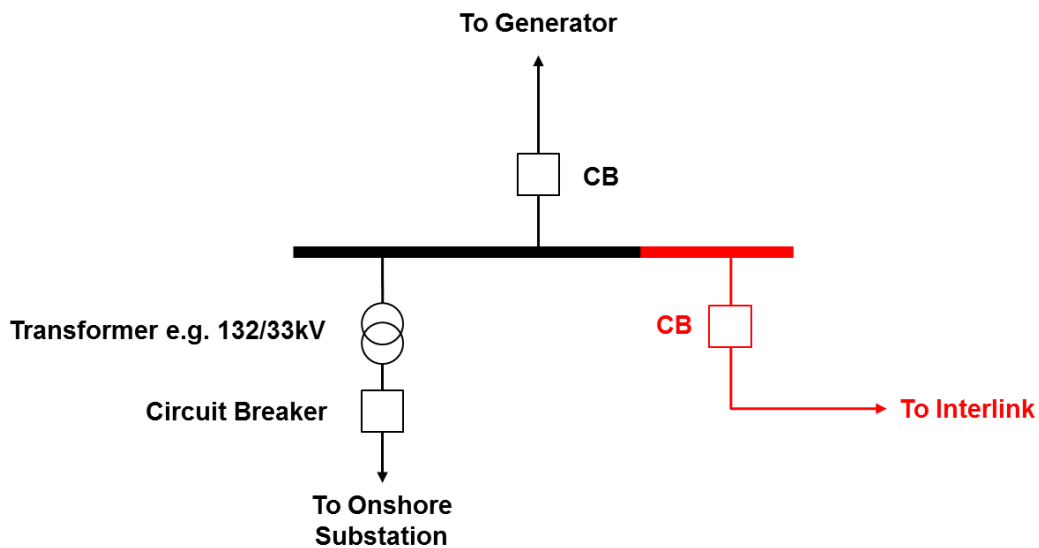 To Generator
CB
Transformer e.g. 132/33kV
CB
Circuit Breaker
To Interlink
To Onshore
Substation